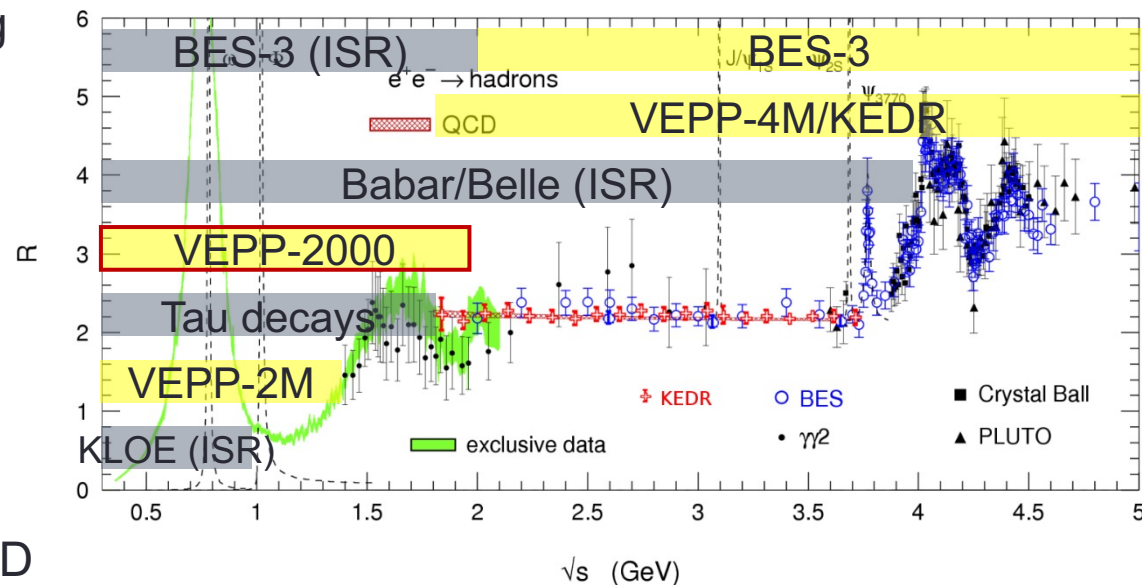 g
6
BES-3 (ISR)
BES-3
ω Φ
J/ψ1S
ψ2S
e+e− → hadrons
5
ψ3770
QCD
VEPP-4M/KEDR
4
Babar/Belle (ISR)
R
3
VEPP-2000
Tau decays
2
VEPP-2M
KEDR
BES
Crystal Ball
1
KLOE (ISR)
exclusive data
γγ2
PLUTO
0
0.5 1 1.5 2 2.5 3 3.5 4 4.5 5
D
√s (GeV)